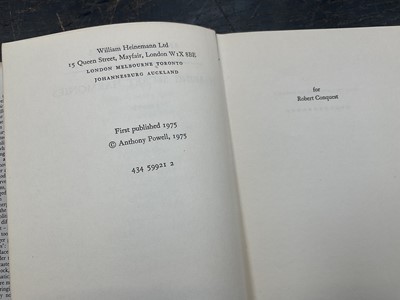 William Heinemann Ltd
15 Queen Street, Mayfair, London W1X 8BE
LONDON MELBOURNE TORONTO
JOHANNESBURG AUCKLAND
First published 1975
© Anthony Powell, 1975
434 59921 2
for
Robert Conquest